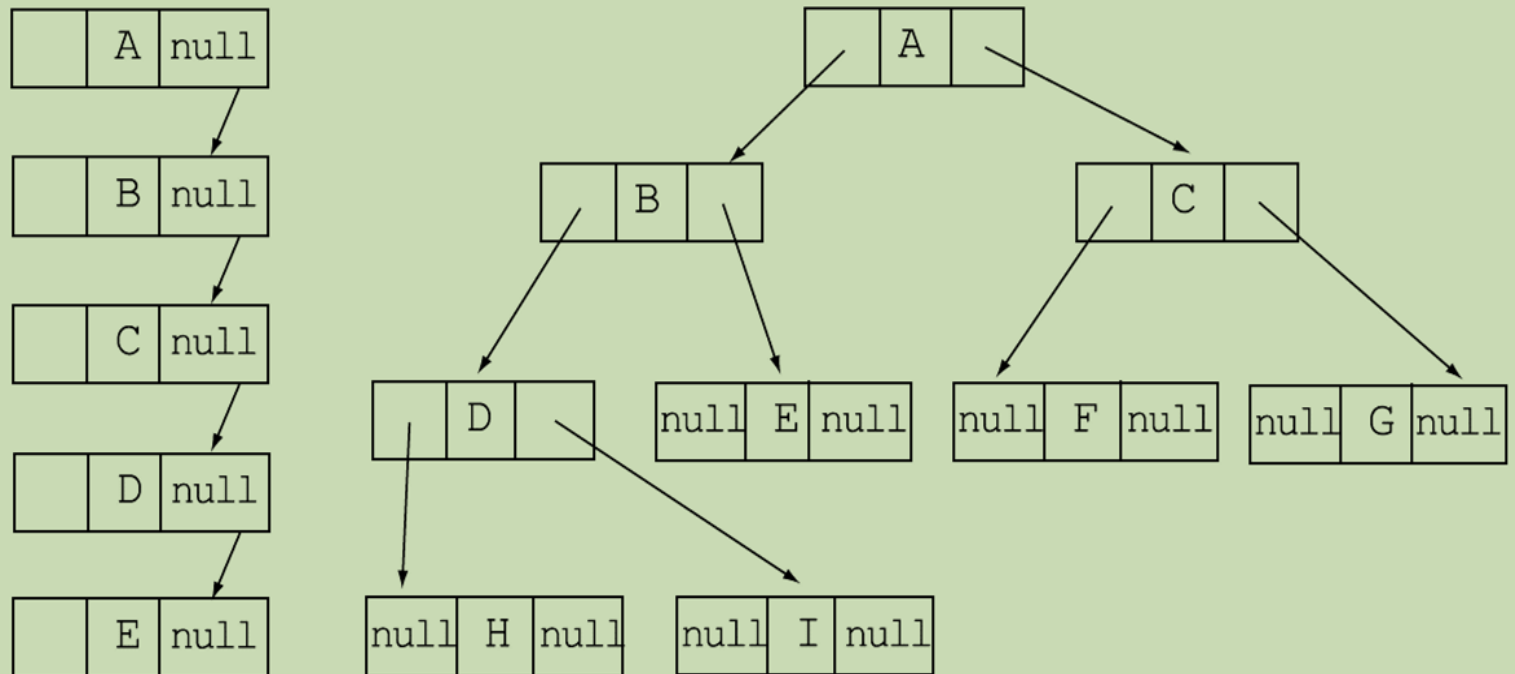 A null
B null
C null
D null
E null
A
B
C
D
null E null
null F null
null G null
null H null
null I null